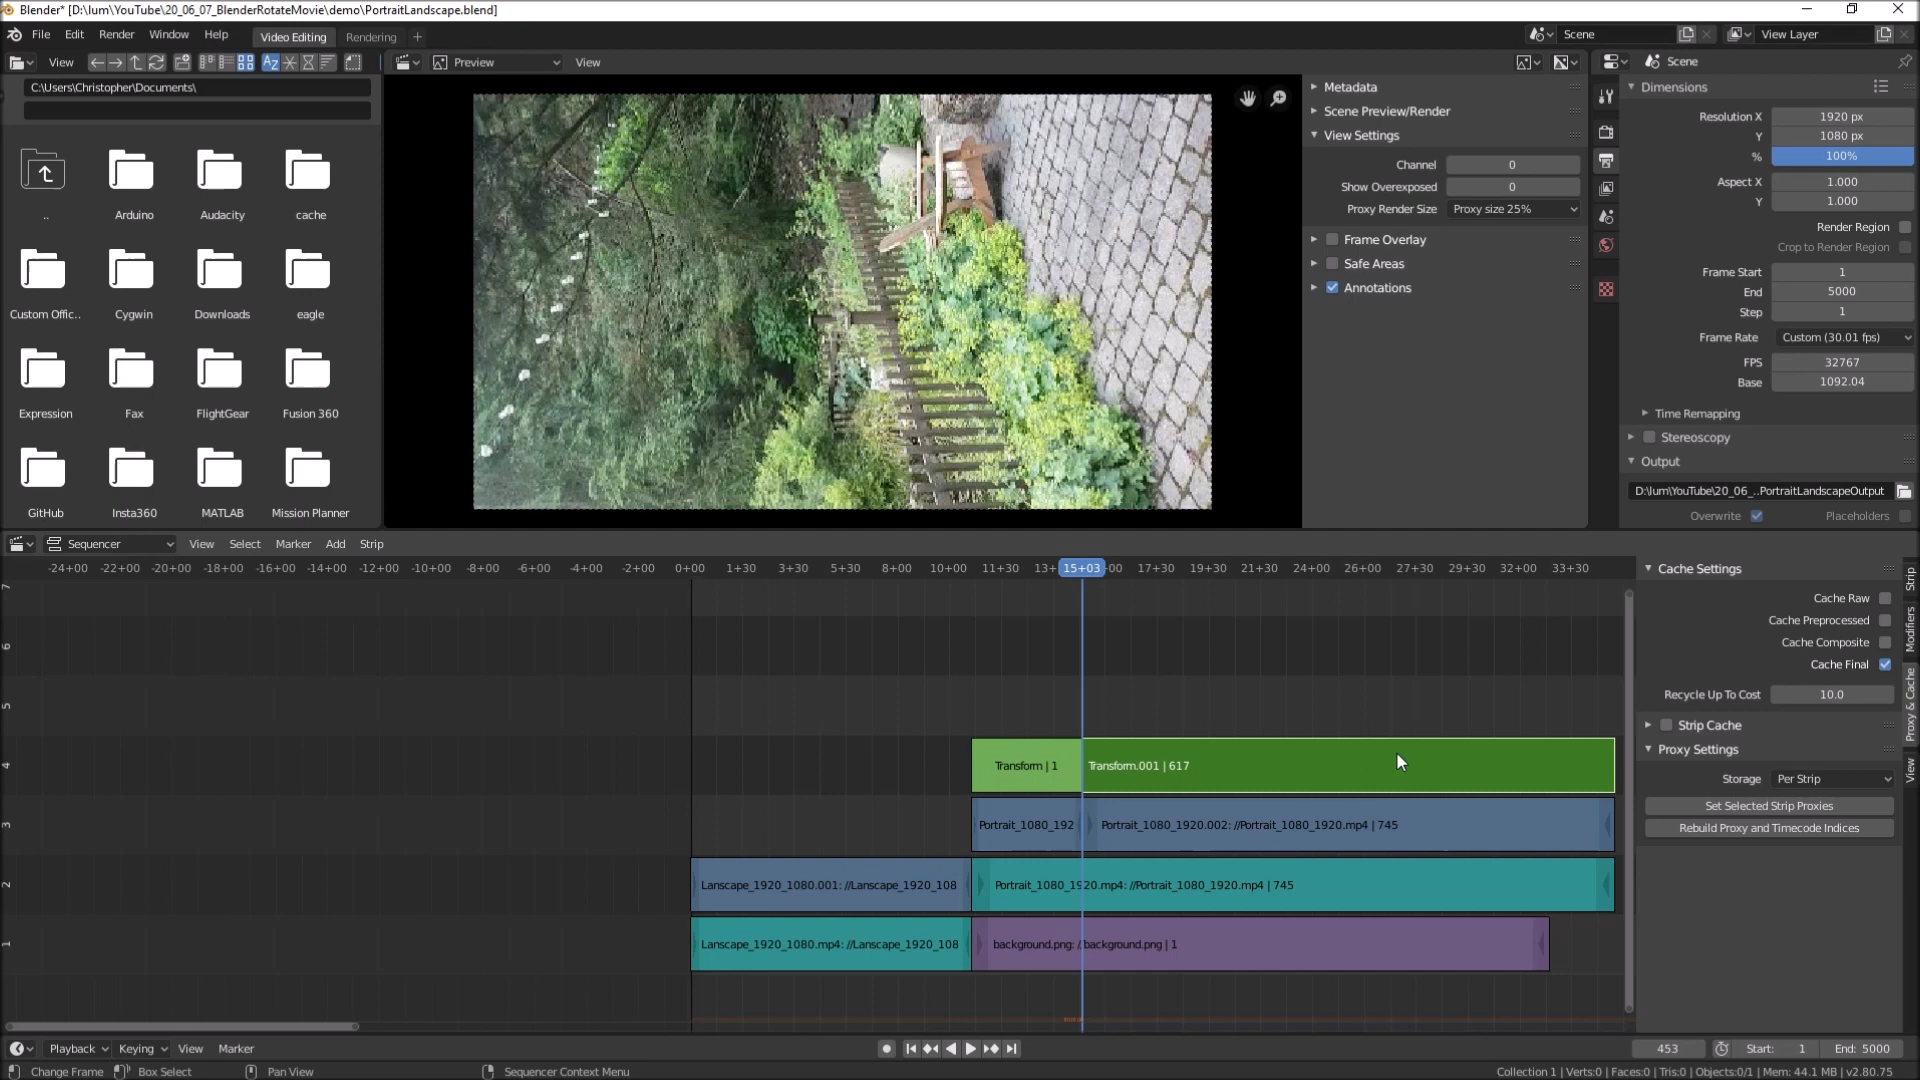 Blender* [D:\lum\YouTube\20_06_07_BlenderRotateMovie\demo\PortraitLandscape.blend]
File Edit Render Window Help Video Editing Rendering + Scene View Layer
View Preview View Scene
C:\Users\Christopher\Documents\
.. Arduino Audacity cache
Custom Offic.. Cygwin Downloads eagle
Expression Fax FlightGear Fusion 360
GitHub Insta360 MATLAB Mission Planner
Metadata
Scene Preview/Render
View Settings
Channel 0
Show Overexposed 0
Proxy Render Size Proxy size 25%
Frame Overlay
Safe Areas
Annotations
Dimensions
Resolution X 1920 px
Y 1080 px
% 100%
Aspect X 1.000
Y 1.000
Render Region
Crop to Render Region
Frame Start 1
End 5000
Step 1
Frame Rate Custom (30.01 fps)
FPS 32767
Base 1092.04
Time Remapping
Stereoscopy
Output
D:\lum\YouTube\20_06_..PortraitLandscapeOutput
Overwrite Placeholders
Sequencer View Select Marker Add Strip
-24+00 -22+00 -20+00 -18+00 -16+00 -14+00 -12+00 -10+00 -8+00 -6+00 -4+00 -2+00 0+00 1+30 3+30 5+30 8+00 10+00 11+30 13+ 15+03 +00 17+30 19+30 21+30 24+00 26+00 27+30 29+30 32+00 33+30
7
6
5
4 Transform | 1 Transform.001 | 617
3 Portrait_1080_192 Portrait_1080_1920.002: //Portrait_1080_1920.mp4 | 745
2 Lanscape_1920_1080.001: //Lanscape_1920_108 Portrait_1080_1920.mp4: //Portrait_1080_1920.mp4 | 745
1 Lanscape_1920_1080.mp4: //Lanscape_1920_108 background.png: //background.png | 1
Cache Settings
Cache Raw
Cache Preprocessed
Cache Composite
Cache Final
Recycle Up To Cost 10.0
Strip Cache
Proxy Settings
Storage Per Strip
Set Selected Strip Proxies
Rebuild Proxy and Timecode Indices
Strip
Modifiers
Proxy & Cache
View
Playback Keying View Marker 453 Start: 1 End: 5000
Change Frame Box Select Pan View Sequencer Context Menu Collection 1 | Verts:0 | Faces:0 | Tris:0 | Objects:0/1 | Mem: 44.1 MB | v2.80.75